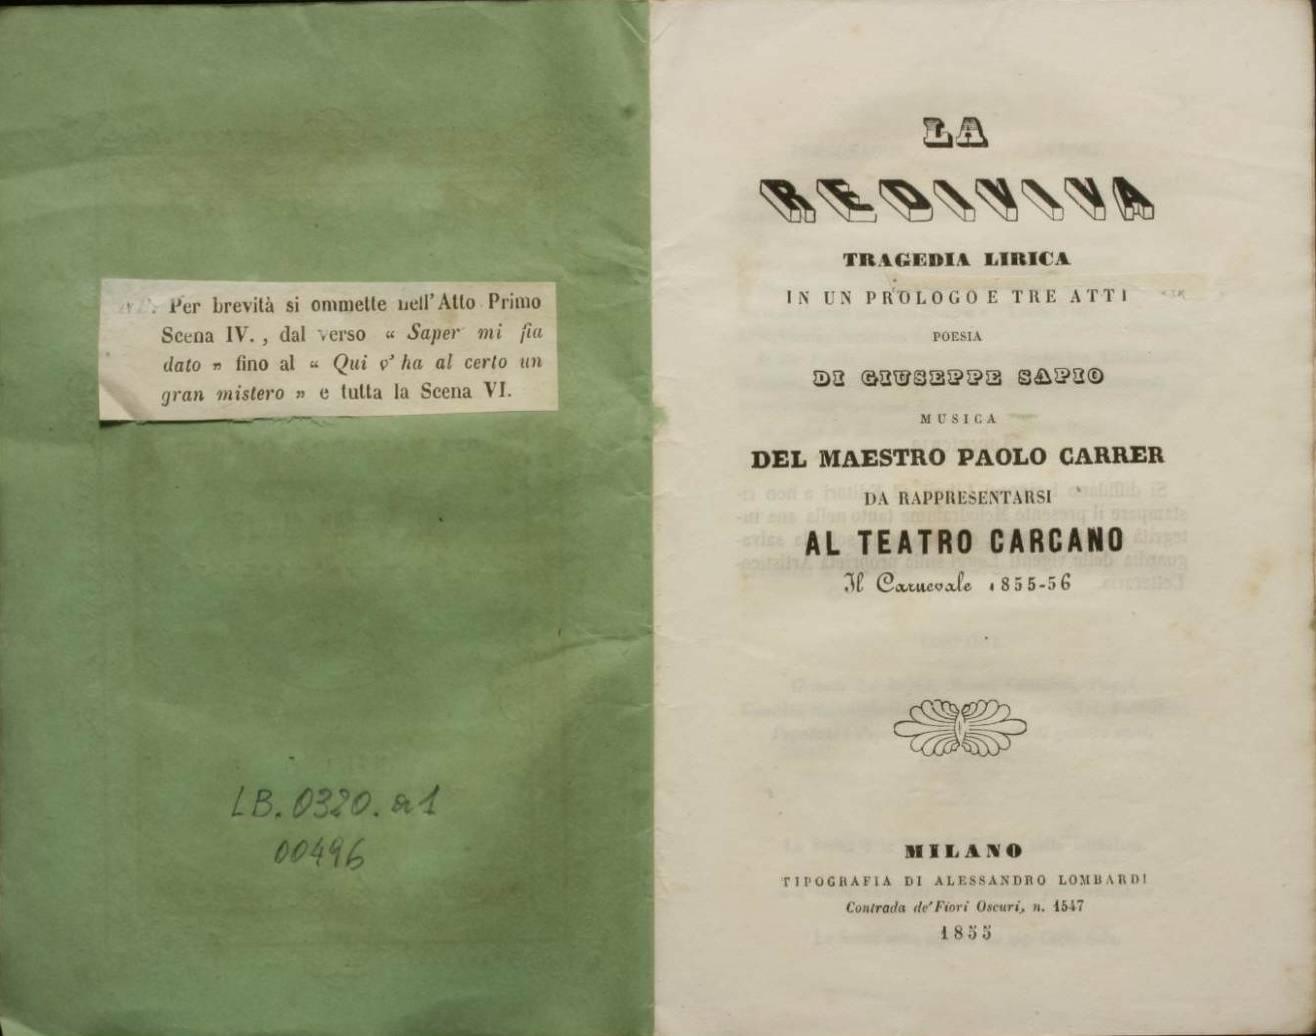 NB. Per brevità si ommette nell'Atto Primo
Scena IV., dal verso « Saper mi fia
dato » fino al « Qui v'ha al certo un
gran mistero » e tutta la Scena VI.
LB.0320.a1
00496
LA
REDIVIVA
TRAGEDIA LIRICA
IN UN PROLOGO E TRE ATTI
POESIA
DI GIUSEPPE SAPIO
MUSICA
DEL MAESTRO PAOLO CARRER
DA RAPPRESENTARSI
AL TEATRO CARCANO
Il Carnevale 1855-56
MILANO
TIPOGRAFIA DI ALESSANDRO LOMBARDI
Contrada de' Fiori Oscuri, n. 1547
1855